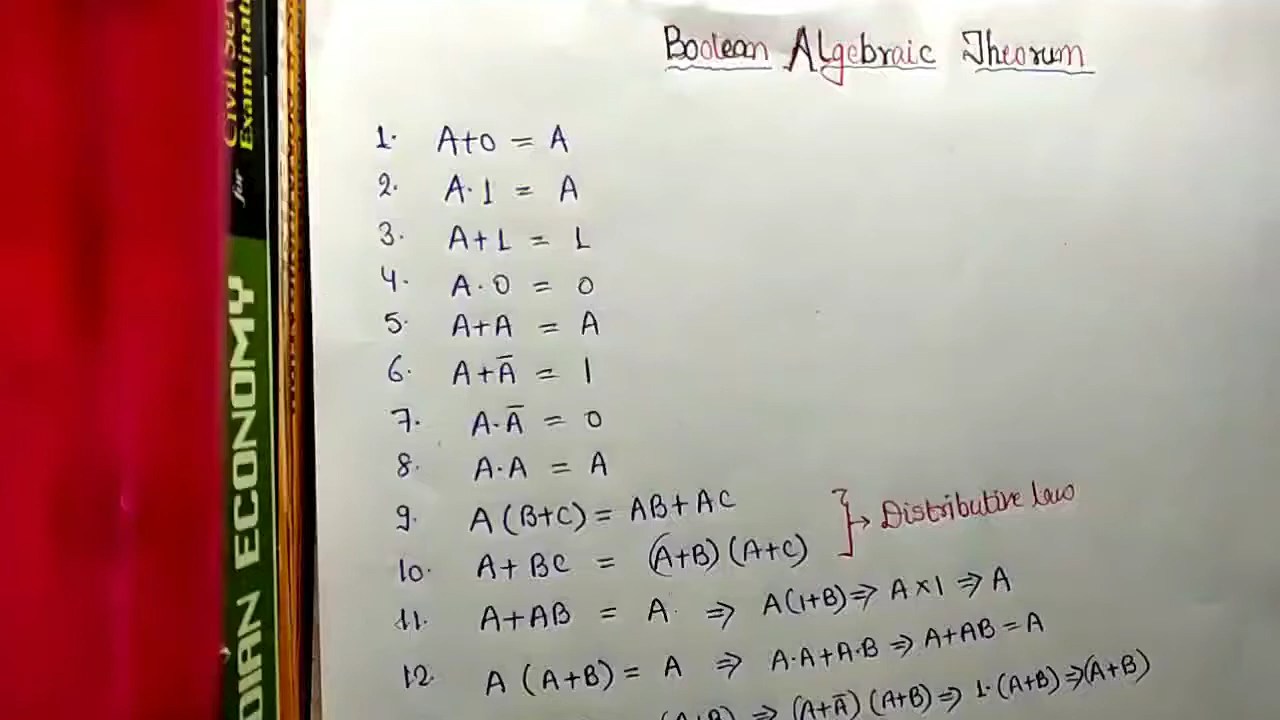 Civil Ser
for Examinat
DIAN ECONOMY
Boolean Algebraic Theorum
1. A+0 = A
2. A·1 = A
3. A+1 = 1
4. A·0 = 0
5. A+A = A
6. A+Ā = 1
7. A·Ā = 0
8. A·A = A
9. A(B+C) = AB+AC
10. A+BC = (A+B)(A+C)
} → Distributive law
11. A+AB = A ⇒ A(1+B) ⇒ A×1 ⇒ A
12. A(A+B) = A ⇒ A·A+A·B ⇒ A+AB = A
(A+B) ⇒ (A+Ā)(A+B) ⇒ 1·(A+B) ⇒ (A+B)